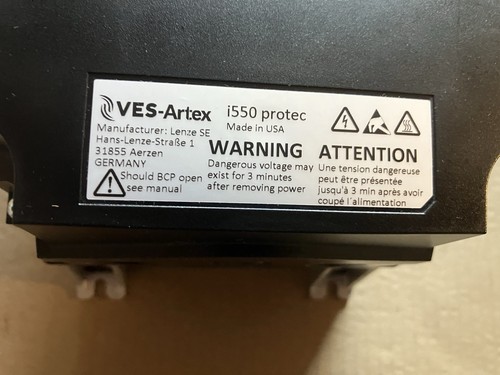 VES-Artex
i550 protec
Made in USA
Manufacturer: Lenze SE
Hans-Lenze-Straße 1
31855 Aerzen
GERMANY
Should BCP open
see manual
WARNING
Dangerous voltage may
exist for 3 minutes
after removing power
ATTENTION
Une tension dangereuse
peut être présentée
jusqu'à 3 min après avoir
coupé l'alimentation